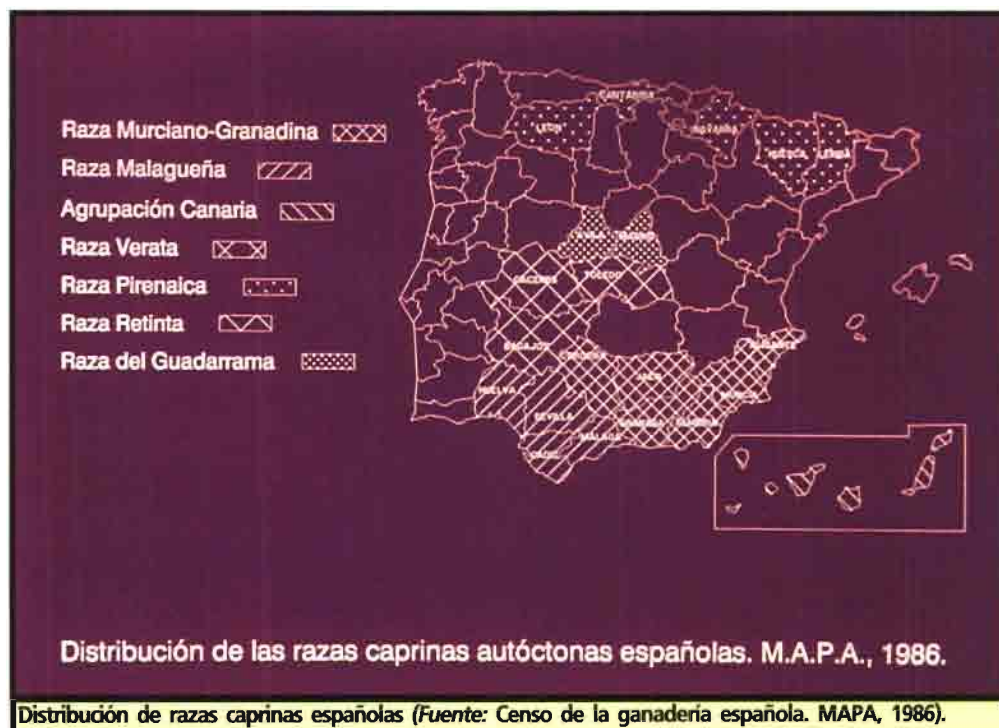 Raza Murciano-Granadina
Raza Malagueña
Agrupación Canaria
Raza Verata
Raza Pirenaica
Raza Retinta
Raza del Guadarrama
CANTABRIA
LEON
NAVARRA
HUESCA
LERIDA
AVILA
MADRID
CACERES
TOLEDO
BADAJOZ
CORDOBA
ALICANTE
JAEN
MURCIA
HUELVA
SEVILLA
GRANADA
ALMERIA
MALAGA
CADIZ
Distribución de las razas caprinas autóctonas españolas. M.A.P.A., 1986.
Distribución de razas caprinas españolas (Fuente: Censo de la ganadería española. MAPA, 1986).